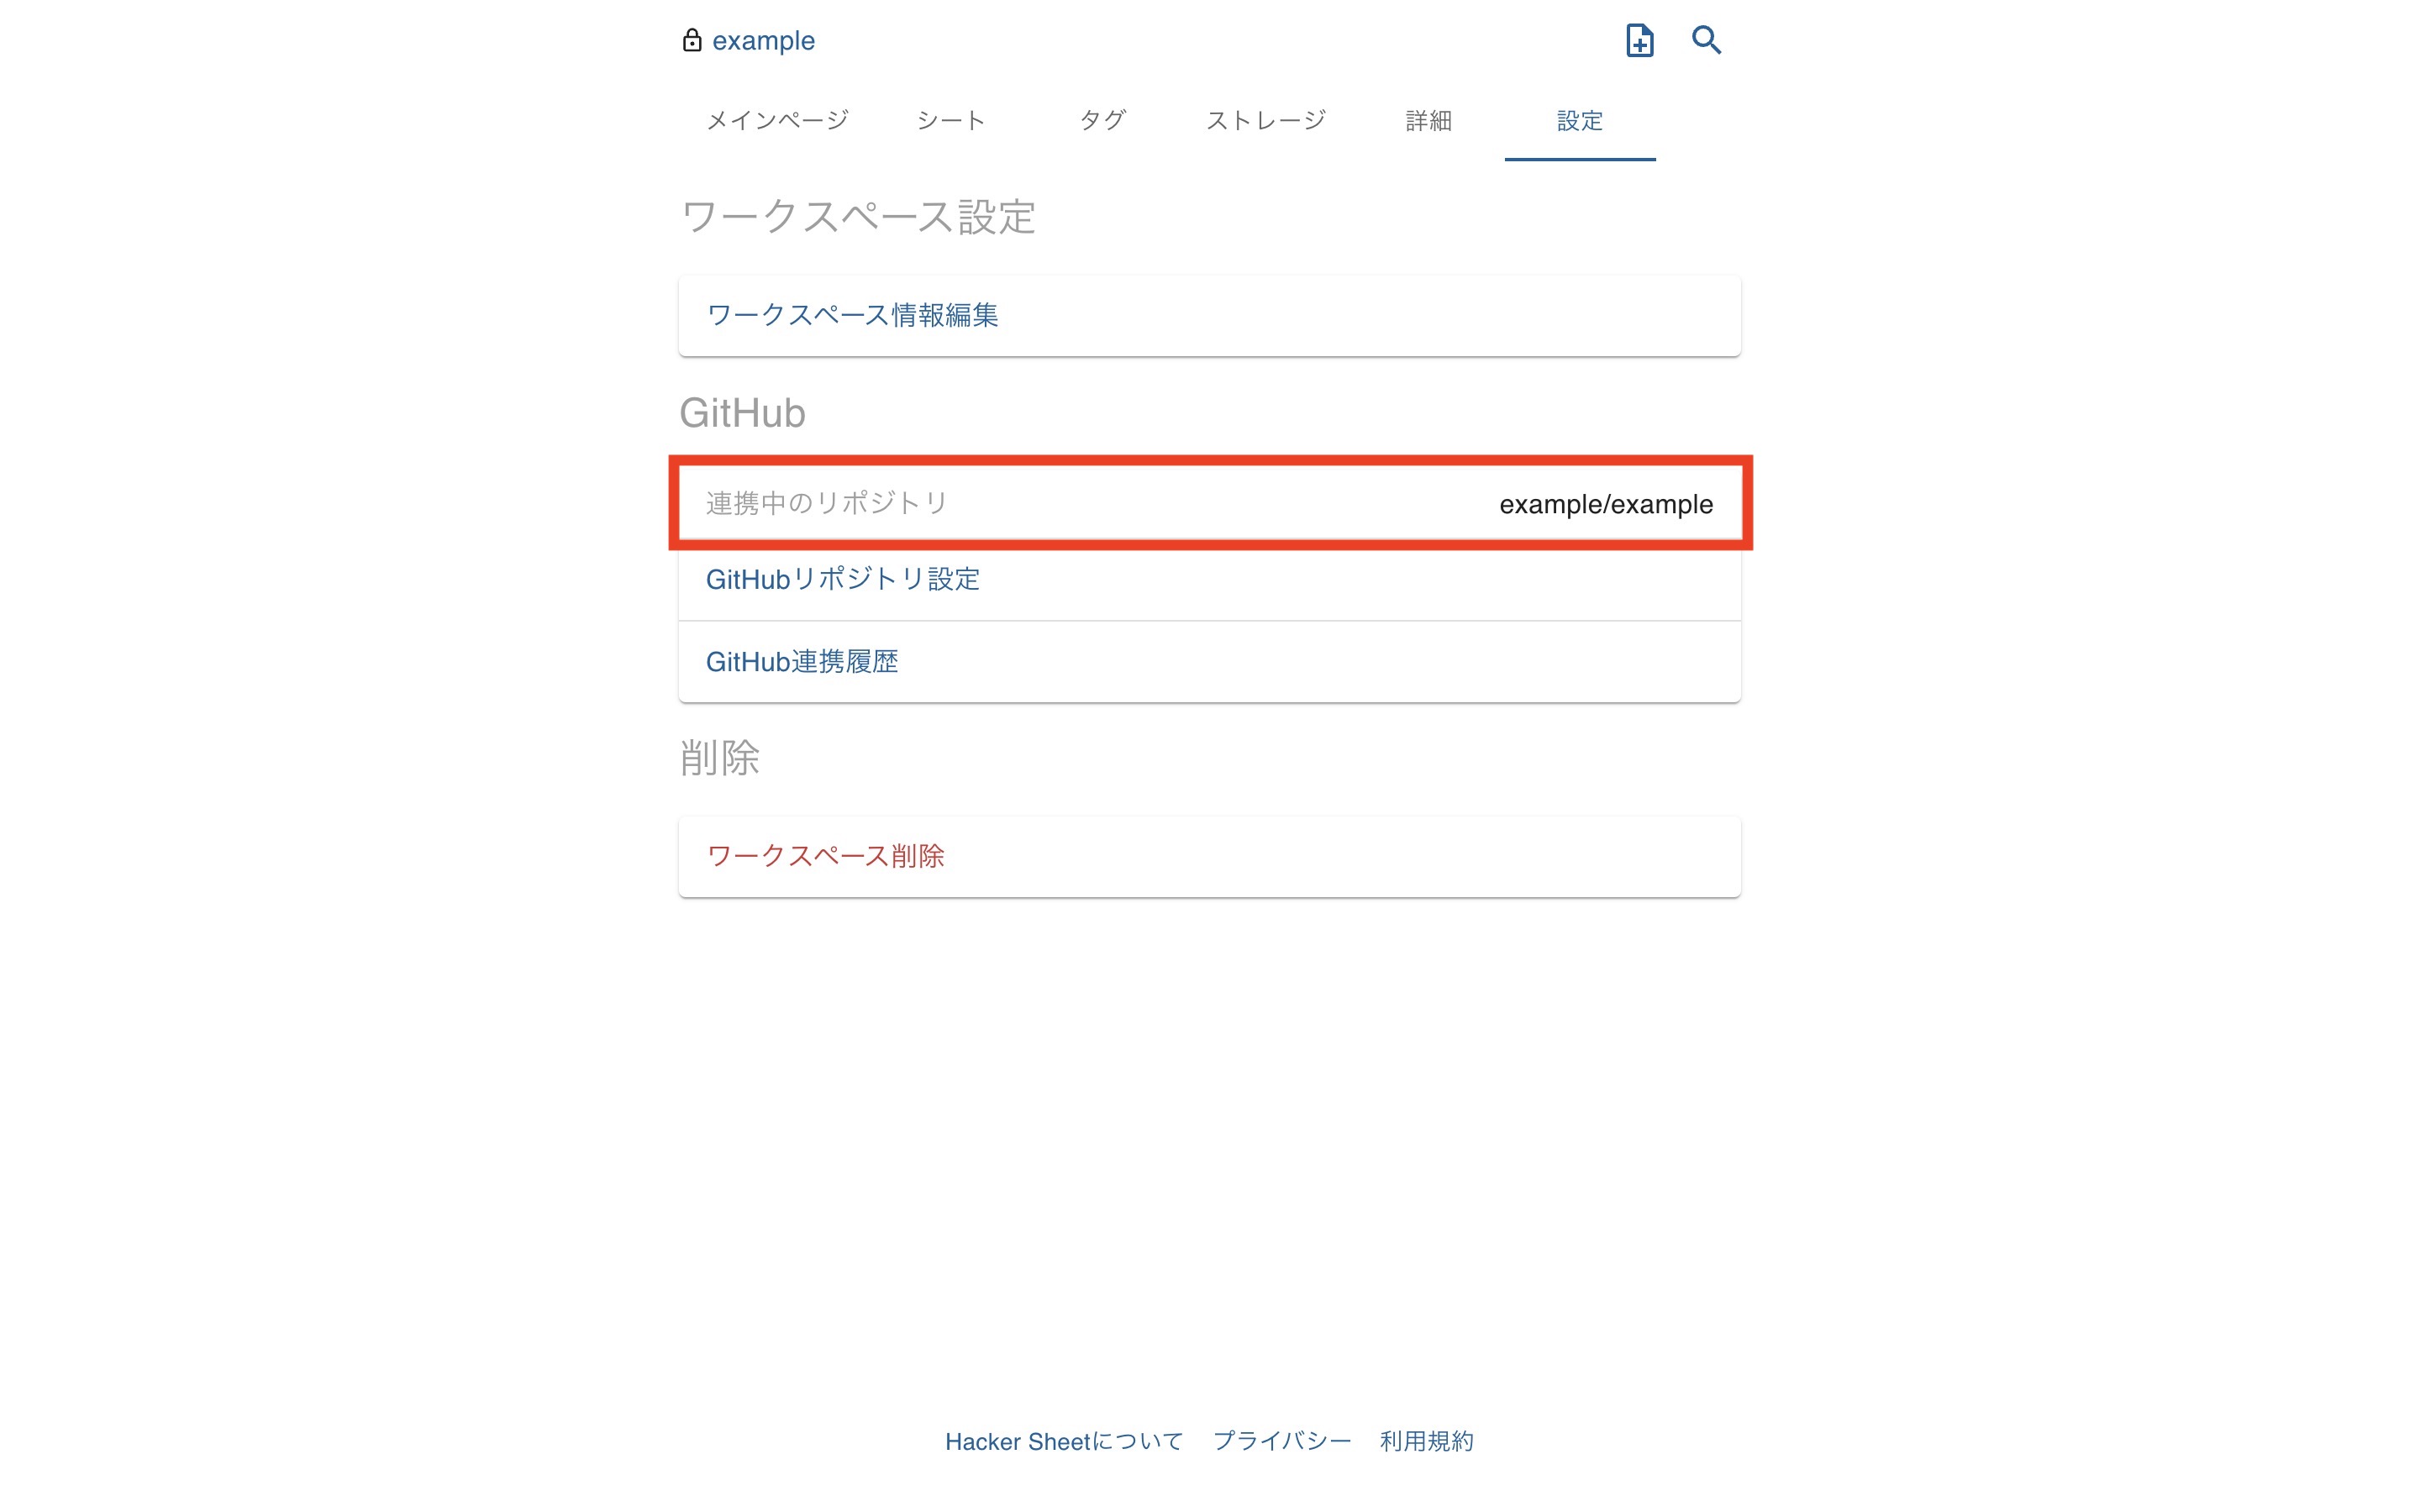 example
メインページ シート タグ ストレージ 詳細 設定
ワークスペース設定
ワークスペース情報編集
GitHub
連携中のリポジトリ example/example
GitHubリポジトリ設定
GitHub連携履歴
削除
ワークスペース削除
Hacker Sheetについて プライバシー 利用規約